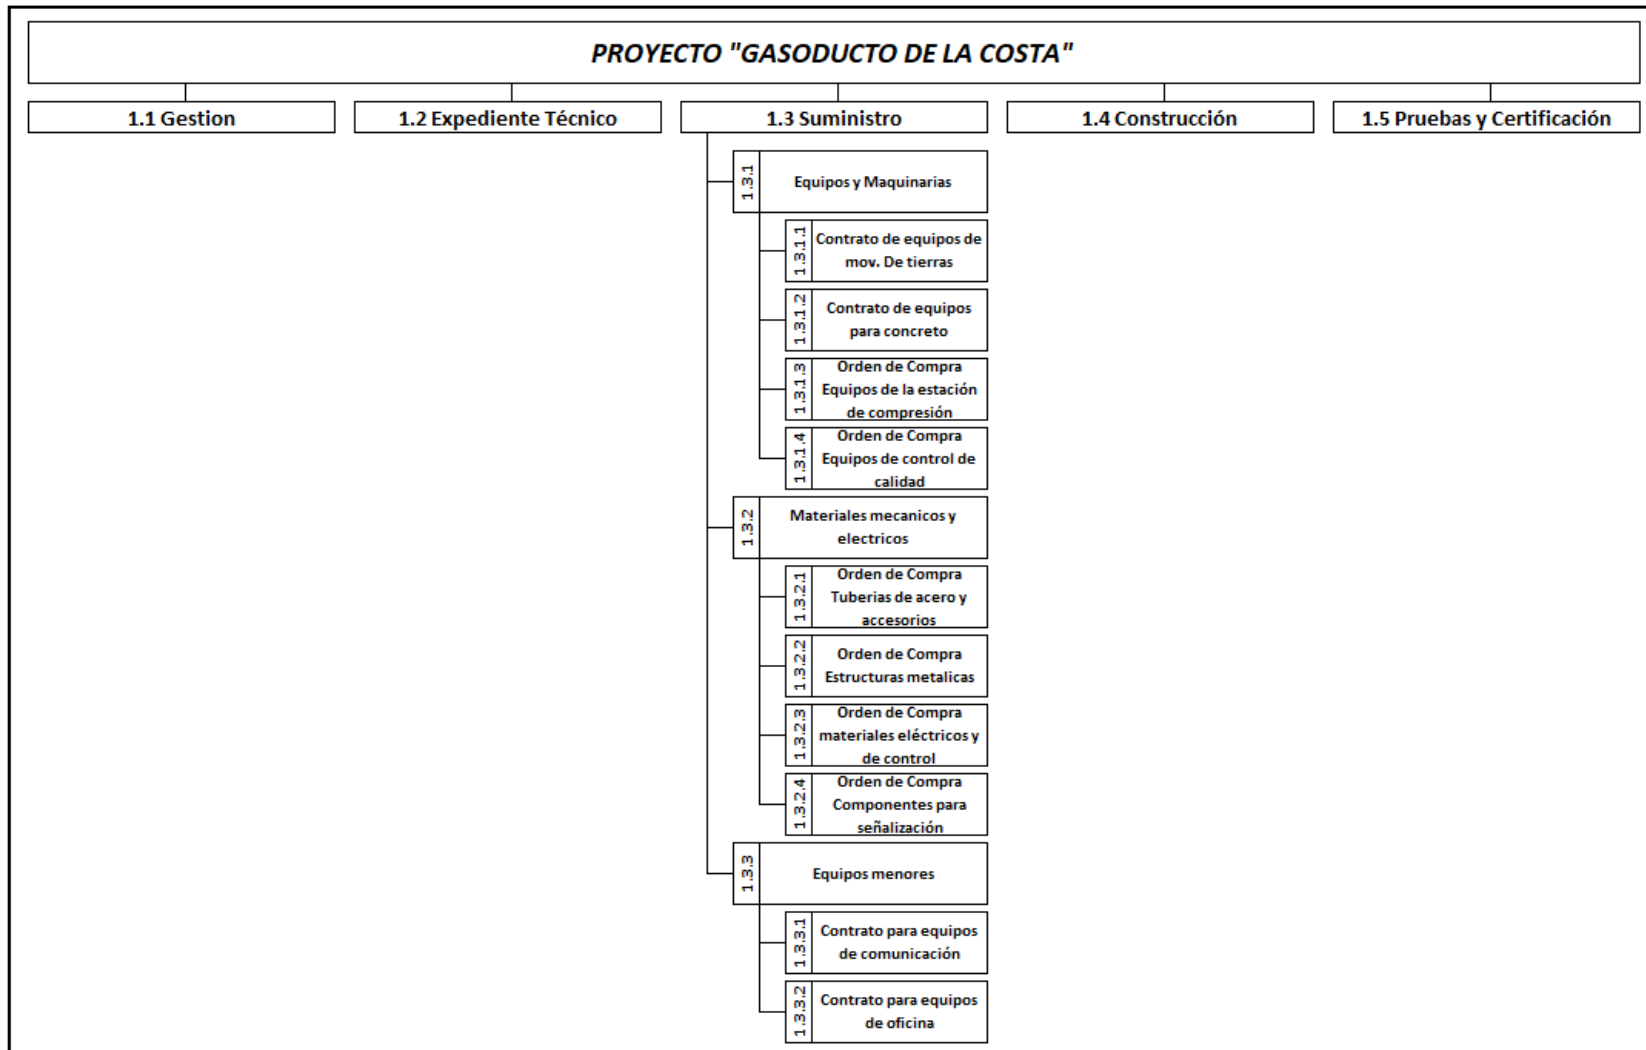 PROYECTO "GASODUCTO DE LA COSTA"
1.1 Gestion
1.2 Expediente Técnico
1.3 Suministro
1.4 Construcción
1.5 Pruebas y Certificación
1.3.1
Equipos y Maquinarias
1.3.1.1
Contrato de equipos de
mov. De tierras
1.3.1.2
Contrato de equipos
para concreto
1.3.1.3
Orden de Compra
Equipos de la estación
de compresión
1.3.1.4
Orden de Compra
Equipos de control de
calidad
1.3.2
Materiales mecanicos y
electricos
1.3.2.1
Orden de Compra
Tuberias de acero y
accesorios
1.3.2.2
Orden de Compra
Estructuras metalicas
1.3.2.3
Orden de Compra
materiales eléctricos y
de control
1.3.2.4
Orden de Compra
Componentes para
señalización
1.3.3
Equipos menores
1.3.3.1
Contrato para equipos
de comunicación
1.3.3.2
Contrato para equipos
de oficina